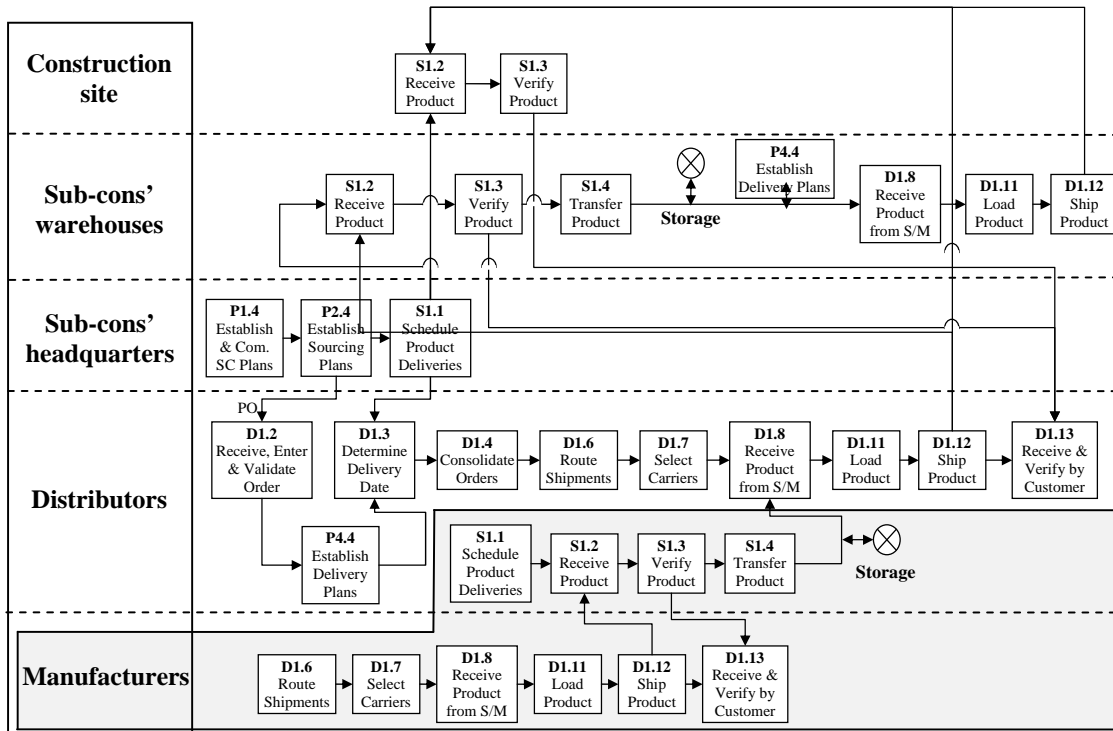 Construction
site
S1.2
Receive
Product
S1.3
Verify
Product
Sub-cons'
warehouses
S1.2
Receive
Product
S1.3
Verify
Product
S1.4
Transfer
Product
Storage
P4.4
Establish
Delivery Plans
D1.8
Receive
Product
from S/M
D1.11
Load
Product
D1.12
Ship
Product
Sub-cons'
headquarters
P1.4
Establish
& Com.
SC Plans
P2.4
Establish
Sourcing
Plans
S1.1
Schedule
Product
Deliveries
Distributors
PO
D1.2
Receive, Enter
& Validate
Order
D1.3
Determine
Delivery
Date
D1.4
Consolidate
Orders
D1.6
Route
Shipments
D1.7
Select
Carriers
D1.8
Receive
Product
from S/M
D1.11
Load
Product
D1.12
Ship
Product
D1.13
Receive &
Verify by
Customer
P4.4
Establish
Delivery
Plans
S1.1
Schedule
Product
Deliveries
S1.2
Receive
Product
S1.3
Verify
Product
S1.4
Transfer
Product
Storage
Manufacturers
D1.6
Route
Shipments
D1.7
Select
Carriers
D1.8
Receive
Product
from S/M
D1.11
Load
Product
D1.12
Ship
Product
D1.13
Receive &
Verify by
Customer